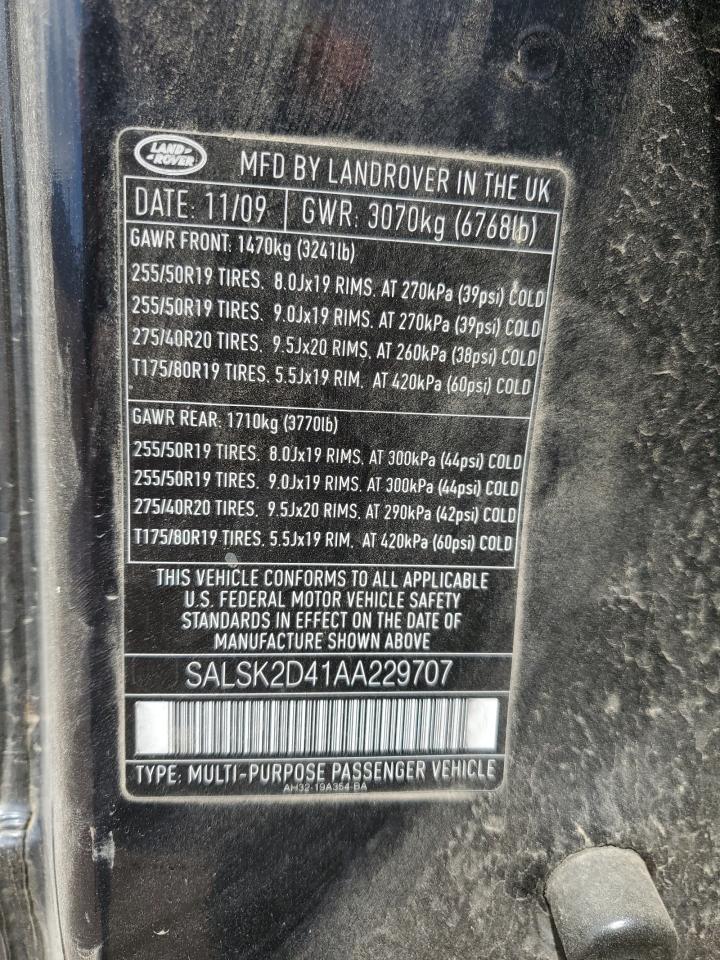 LAND-
-ROVER
MFD BY LANDROVER IN THE UK
DATE: 11/09 GWR: 3070kg (6768lb)
GAWR FRONT: 1470kg (3241lb)
255/50R19 TIRES. 8.0Jx19 RIMS. AT 270kPa (39psi) COLD
255/50R19 TIRES. 9.0Jx19 RIMS. AT 270kPa (39psi) COLD
275/40R20 TIRES. 9.5Jx20 RIMS. AT 260kPa (38psi) COLD
T175/80R19 TIRES. 5.5Jx19 RIM. AT 420kPa (60psi) COLD
GAWR REAR: 1710kg (3770lb)
255/50R19 TIRES. 8.0Jx19 RIMS. AT 300kPa (44psi) COLD
255/50R19 TIRES. 9.0Jx19 RIMS. AT 300kPa (44psi) COLD
275/40R20 TIRES. 9.5Jx20 RIMS. AT 290kPa (42psi) COLD
T175/80R19 TIRES. 5.5Jx19 RIM. AT 420kPa (60psi) COLD
THIS VEHICLE CONFORMS TO ALL APPLICABLE
U.S. FEDERAL MOTOR VEHICLE SAFETY
STANDARDS IN EFFECT ON THE DATE OF
MANUFACTURE SHOWN ABOVE
SALSK2D41AA229707
TYPE: MULTI-PURPOSE PASSENGER VEHICLE
AH32-19A354-BA